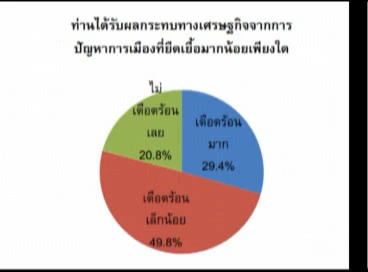 ท่านได้รับผลกระทบทางเศรษฐกิจจากการ
ปัญหาการเมืองที่ยืดเยื้อมากน้อยเพียงใด
ไม่
เดือดร้อน
เลย
20.8%
เดือดร้อน
มาก
29.4%
เดือดร้อน
เล็กน้อย
49.8%